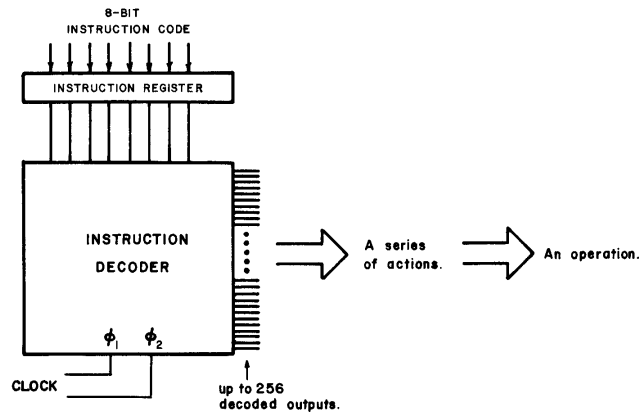 8-BIT
INSTRUCTION CODE
INSTRUCTION REGISTER
INSTRUCTION
DECODER
A series
of actions.
An operation.
ϕ1 ϕ2
CLOCK
up to 256
decoded outputs.